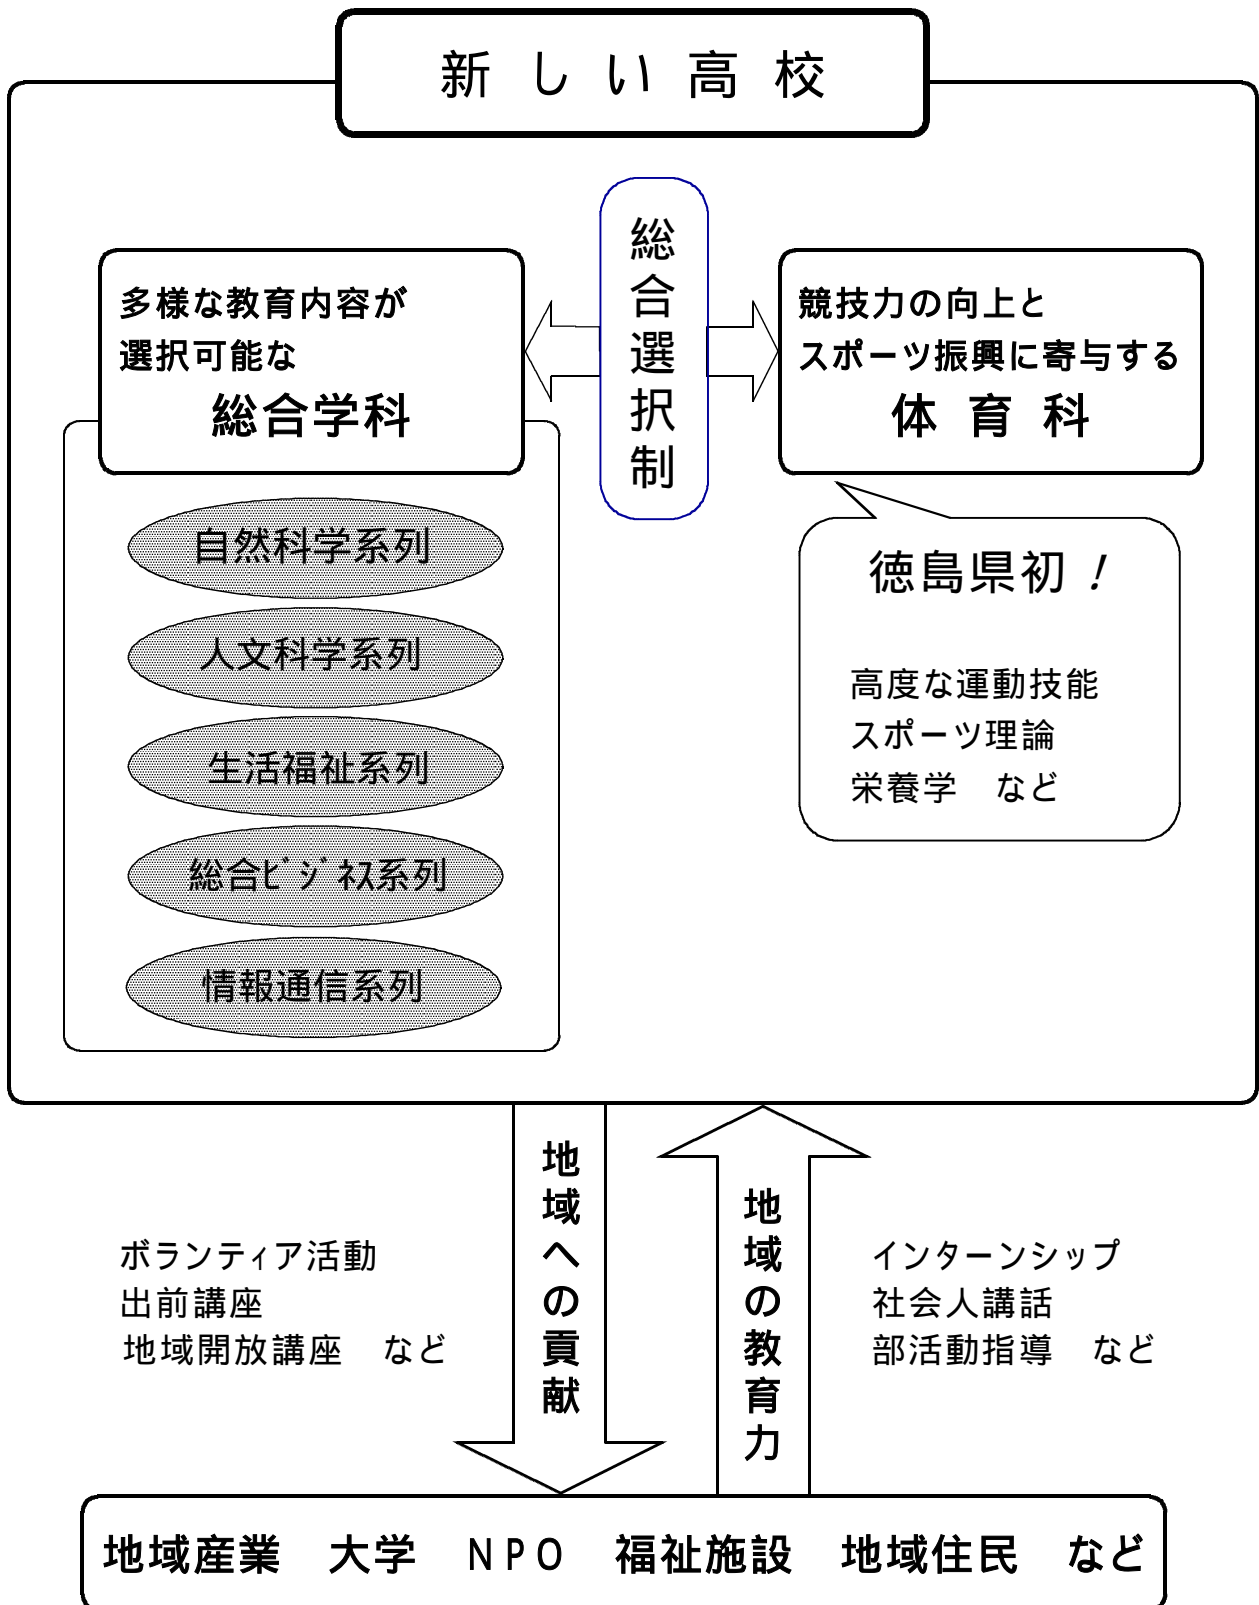 新しい高校
総合選択制
多様な教育内容が
選択可能な
総合学科
自然科学系列
人文科学系列
生活福祉系列
総合ﾋﾞｼﾞﾈｽ系列
情報通信系列
競技力の向上と
スポーツ振興に寄与する
体育科
徳島県初！
高度な運動技能
スポーツ理論
栄養学　など
ボランティア活動
出前講座
地域開放講座　など
地域への貢献
地域の教育力
インターンシップ
社会人講話
部活動指導　など
地域産業　大学　NPO　福祉施設　地域住民　など